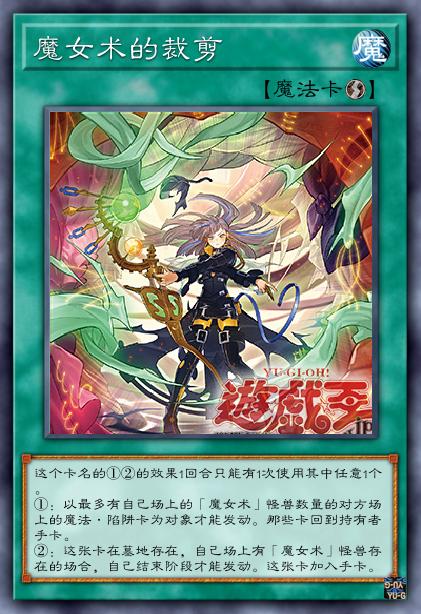 魔女术的裁剪
魔
【魔法卡】
YU-GI-OH!
遊戯王
这个卡名的①②的效果1回合只能有1次使用其中任意1个
。
①：以最多有自己场上的「魔女术」怪兽数量的对方场
上的魔法·陷阱卡为对象才能发动。那些卡回到持有者
手卡。
②：这张卡在墓地存在，自己场上有「魔女术」怪兽存
在的场合，自己结束阶段才能发动。这张卡加入手卡。